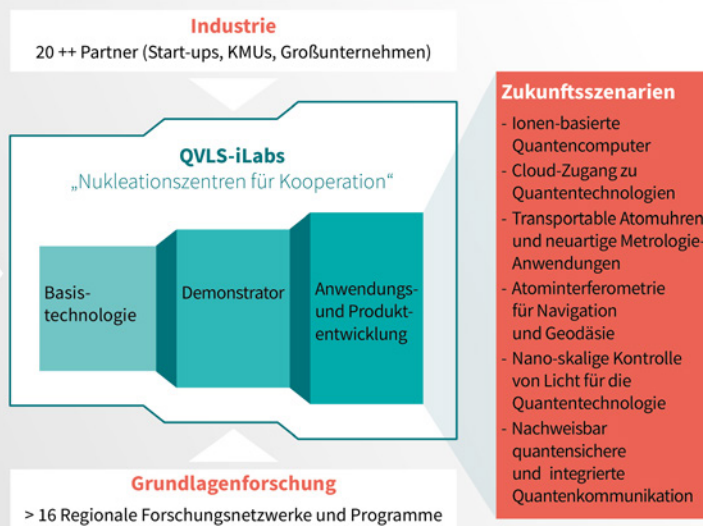 Industrie
20 ++ Partner (Start-ups, KMUs, Großunternehmen)
QVLS-iLabs
„Nukleationszentren für Kooperation“
Basis-
technologie
Demonstrator
Anwendungs-
und Produkt-
entwicklung
Grundlagenforschung
> 16 Regionale Forschungsnetzwerke und Programme
Zukunftsszenarien
- Ionen-basierte
Quantencomputer
- Cloud-Zugang zu
Quantentechnologien
- Transportable Atomuhren
und neuartige Metrologie-
Anwendungen
- Atominterferometrie
für Navigation
und Geodäsie
- Nano-skalige Kontrolle
von Licht für die
Quantentechnologie
- Nachweisbar
quantensichere
und integrierte
Quantenkommunikation